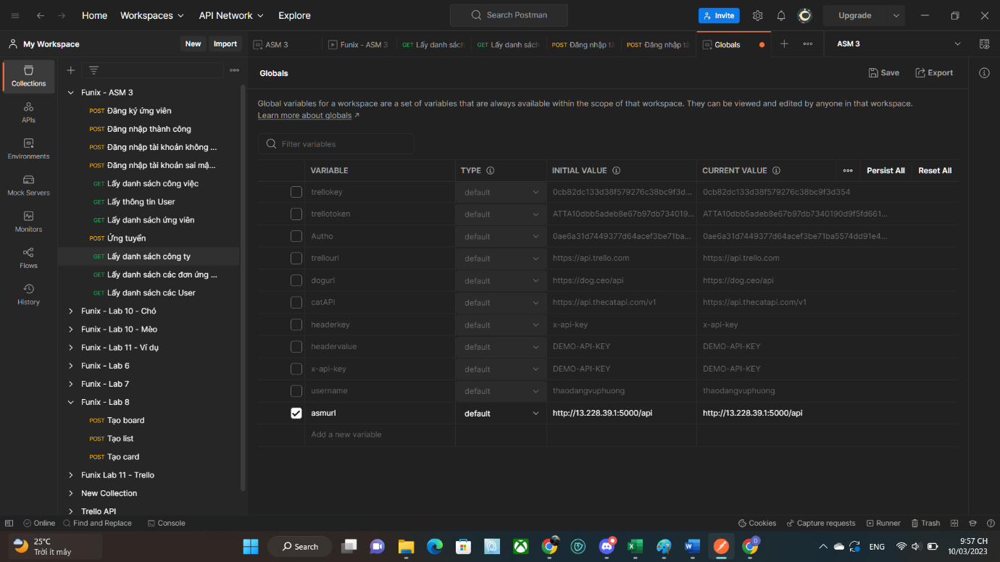 Home Workspaces API Network Explore Search Postman Invite Upgrade
My Workspace New Import ASM 3 Funix - ASM 3 GET Lấy danh sách GET Lấy danh sách POST Đăng nhập tà POST Đăng nhập tà Globals ASM 3
Collections
APIs
Environments
Mock Servers
Monitors
Flows
History
Funix - ASM 3
POST Đăng ký ứng viên
POST Đăng nhập thành công
POST Đăng nhập tài khoản không ...
POST Đăng nhập tài khoản sai mậ...
GET Lấy danh sách công việc
GET Lấy thông tin User
GET Lấy danh sách ứng viên
POST Ứng tuyển
GET Lấy danh sách công ty
GET Lấy danh sách các đơn ứng ...
GET Lấy danh sách các User
Funix - Lab 10 - Chó
Funix - Lab 10 - Mèo
Funix - Lab 11 - Ví dụ
Funix - Lab 6
Funix - Lab 7
Funix - Lab 8
POST Tạo board
POST Tạo list
POST Tạo card
Funix Lab 11 - Trello
New Collection
Trello API
Globals Save Export
Global variables for a workspace are a set of variables that are always available within the scope of that workspace. They can be viewed and edited by anyone in that workspace.
Learn more about globals
Filter variables
VARIABLE TYPE INITIAL VALUE CURRENT VALUE Persist All Reset All
trellokey default 0cb82dc133d38f579276c38bc9f3d... 0cb82dc133d38f579276c38bc9f3d354
trellotoken default ATTA10dbb5adeb8e67b97db734019... ATTA10dbb5adeb8e67b97db7340190d9f5fd661...
Autho default 0ae6a31d7449377d64acef3be71ba... 0ae6a31d7449377d64acef3be71ba5574dd91e4...
trellourl default https://api.trello.com https://api.trello.com
dogurl default https://dog.ceo/api https://dog.ceo/api
catAPI default https://api.thecatapi.com/v1 https://api.thecatapi.com/v1
headerkey default x-api-key x-api-key
headervalue default DEMO-API-KEY DEMO-API-KEY
x-api-key default DEMO-API-KEY DEMO-API-KEY
username default thaodangvuphuong thaodangvuphuong
asmurl default http://13.228.39.1:5000/api http://13.228.39.1:5000/api
Add a new variable
Online Find and Replace Console Cookies Capture requests Runner Trash
25°C
Trời ít mây
Search
ENG
9:57 CH
10/03/2023